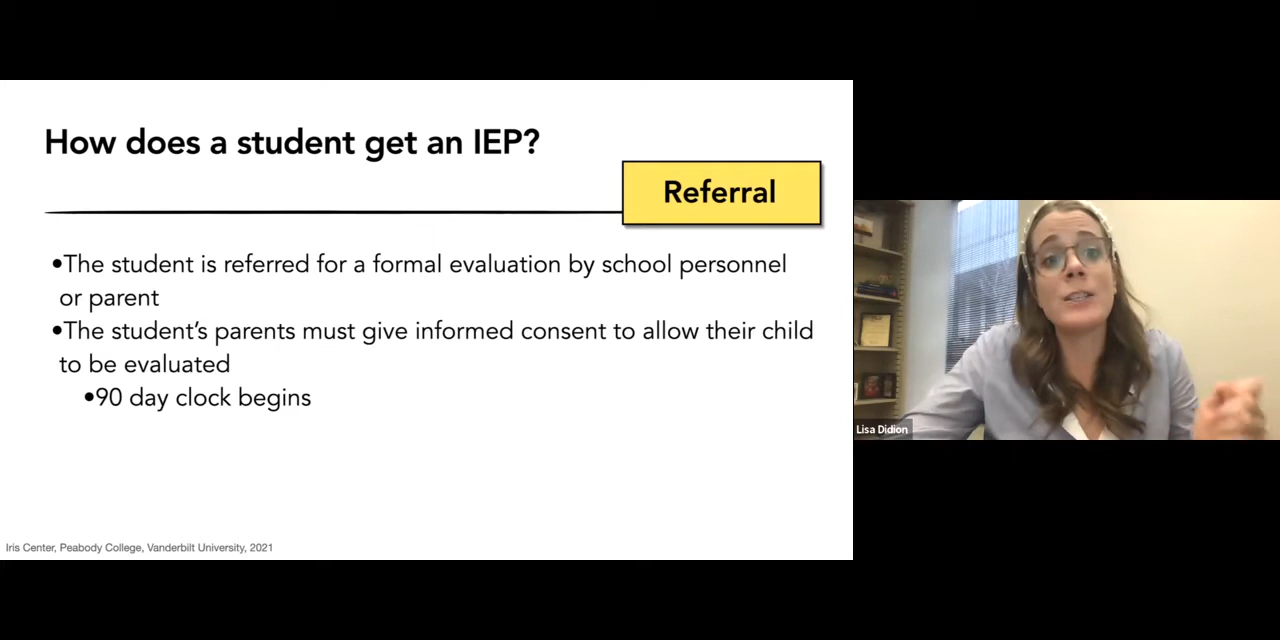 How does a student get an IEP?
Referral
•The student is referred for a formal evaluation by school personnel
or parent
•The student’s parents must give informed consent to allow their child
to be evaluated
•90 day clock begins
Lisa Didion
Iris Center, Peabody College, Vanderbilt University, 2021